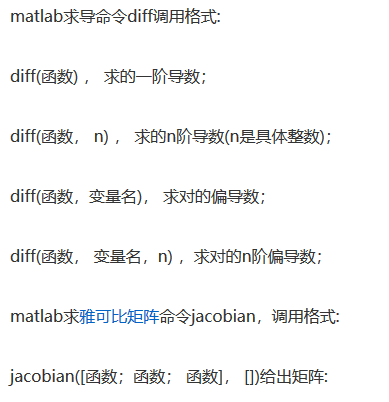 matlab求导命令diff调用格式:
diff(函数) ， 求的一阶导数；
diff(函数， n) ， 求的n阶导数(n是具体整数)；
diff(函数，变量名)， 求对的偏导数；
diff(函数， 变量名，n) ，求对的n阶偏导数；
matlab求雅可比矩阵命令jacobian，调用格式:
jacobian([函数；函数； 函数]， [])给出矩阵: